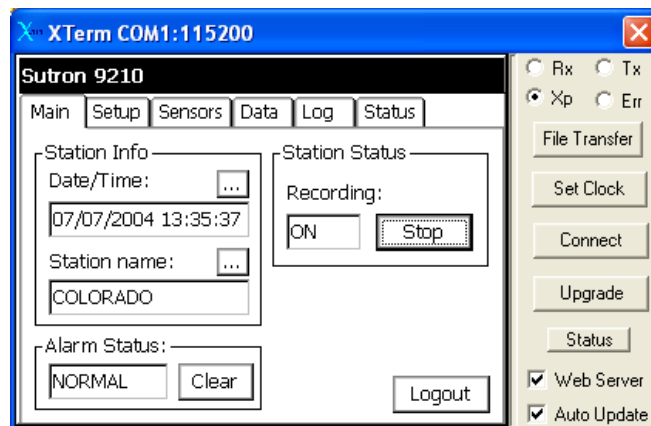 XTerm COM1:115200
Sutron 9210
Main Setup Sensors Data Log Status
Station Info
Date/Time: ...
07/07/2004 13:35:37
Station name: ...
COLORADO
Station Status
Recording:
ON Stop
Alarm Status:
NORMAL Clear
Logout
Rx Tx
Xp Err
File Transfer
Set Clock
Connect
Upgrade
Status
Web Server
Auto Update